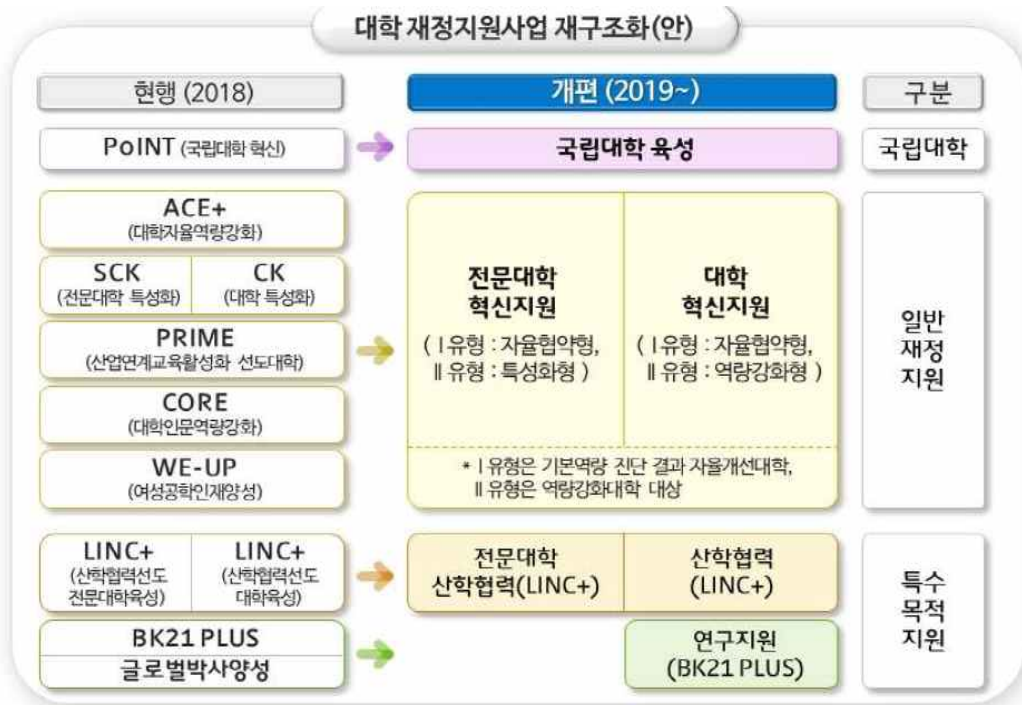 대학 재정지원사업 재구조화(안)
현행 (2018)
개편 (2019~)
구분
PoINT (국립대학 혁신)
국립대학 육성
국립대학
ACE+
(대학자율역량강화)
SCK
(전문대학 특성화)
CK
(대학 특성화)
PRIME
(산업연계교육활성화 선도대학)
CORE
(대학인문역량강화)
WE-UP
(여성공학인재양성)
전문대학
혁신지원
( Ⅰ유형 : 자율협약형,
Ⅱ 유형 : 특성화형 )
대학
혁신지원
( Ⅰ유형 : 자율협약형,
Ⅱ 유형 : 역량강화형 )
* Ⅰ유형은 기본역량 진단 결과 자율개선대학,
Ⅱ 유형은 역량강화대학 대상
일반
재정
지원
LINC+
(산학협력선도
전문대학육성)
LINC+
(산학협력선도
대학육성)
전문대학
산학협력(LINC+)
산학협력
(LINC+)
BK21 PLUS
글로벌박사양성
연구지원
(BK21 PLUS)
특수
목적
지원